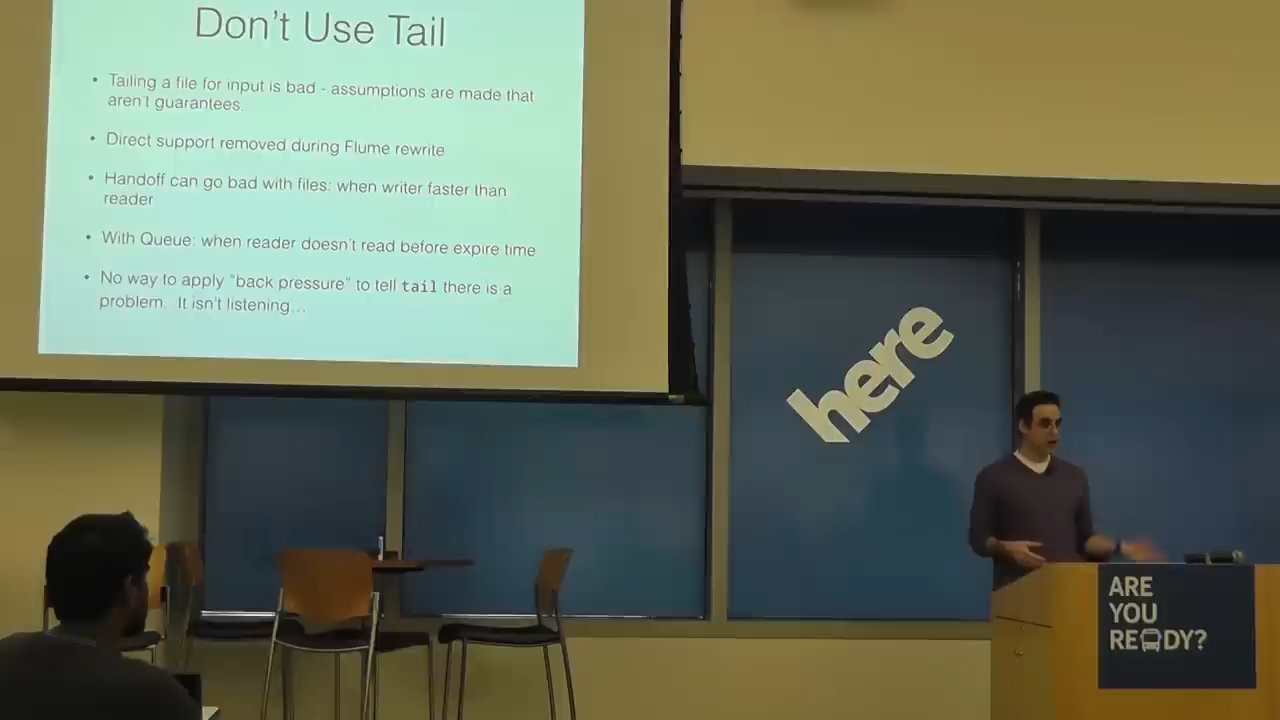 Don't Use Tail
• Tailing a file for input is bad - assumptions are made that
aren't guarantees.
• Direct support removed during Flume rewrite
• Handoff can go bad with files: when writer faster than
reader
• With Queue: when reader doesn't read before expire time
• No way to apply "back pressure" to tell tail there is a
problem. It isn't listening...
here
ARE
YOU
READY?